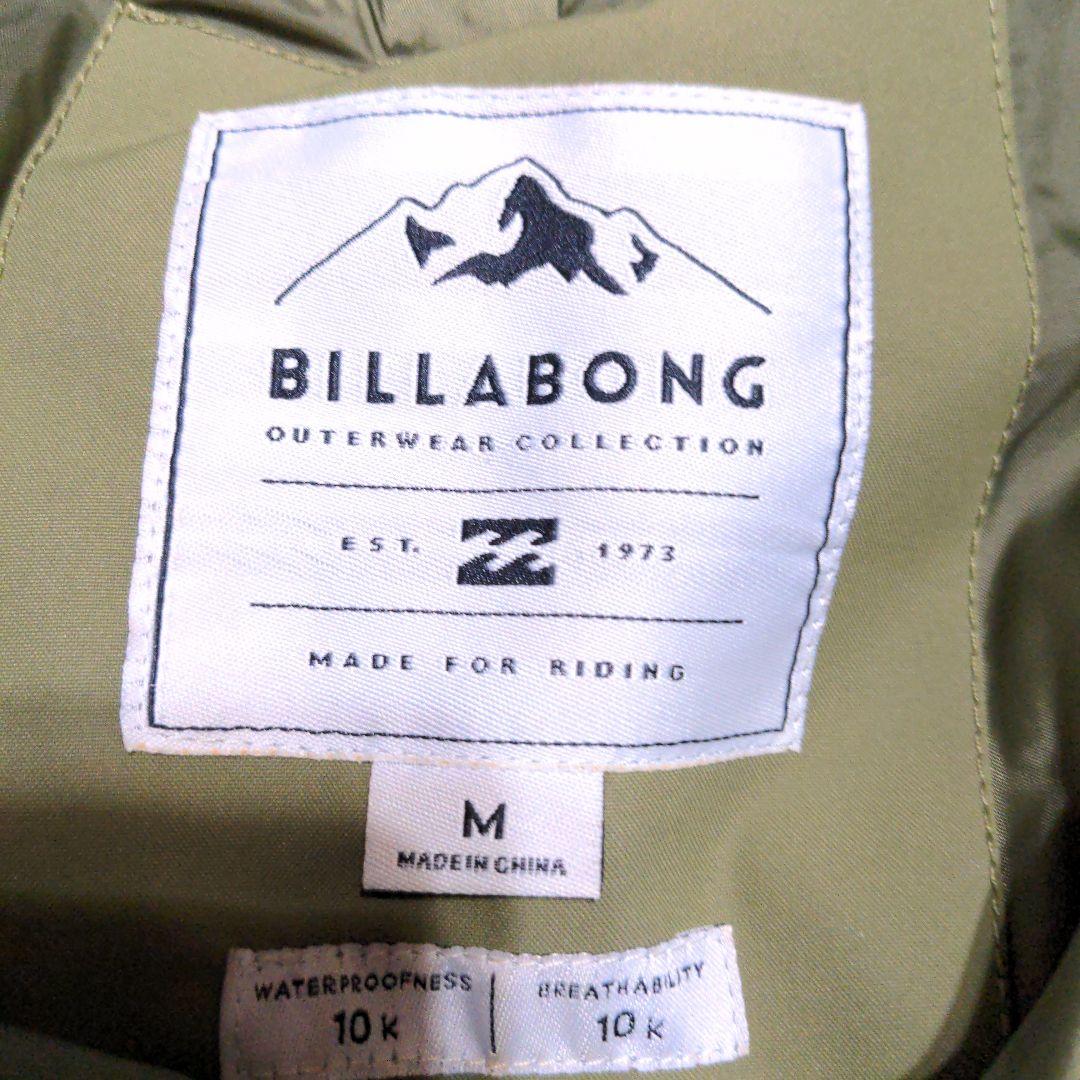 BILLABONG
OUTERWEAR COLLECTION
EST. 1973
MADE FOR RIDING
M
MADE IN CHINA
WATERPROOFNESS | BREATHABILITY
10K | 10K